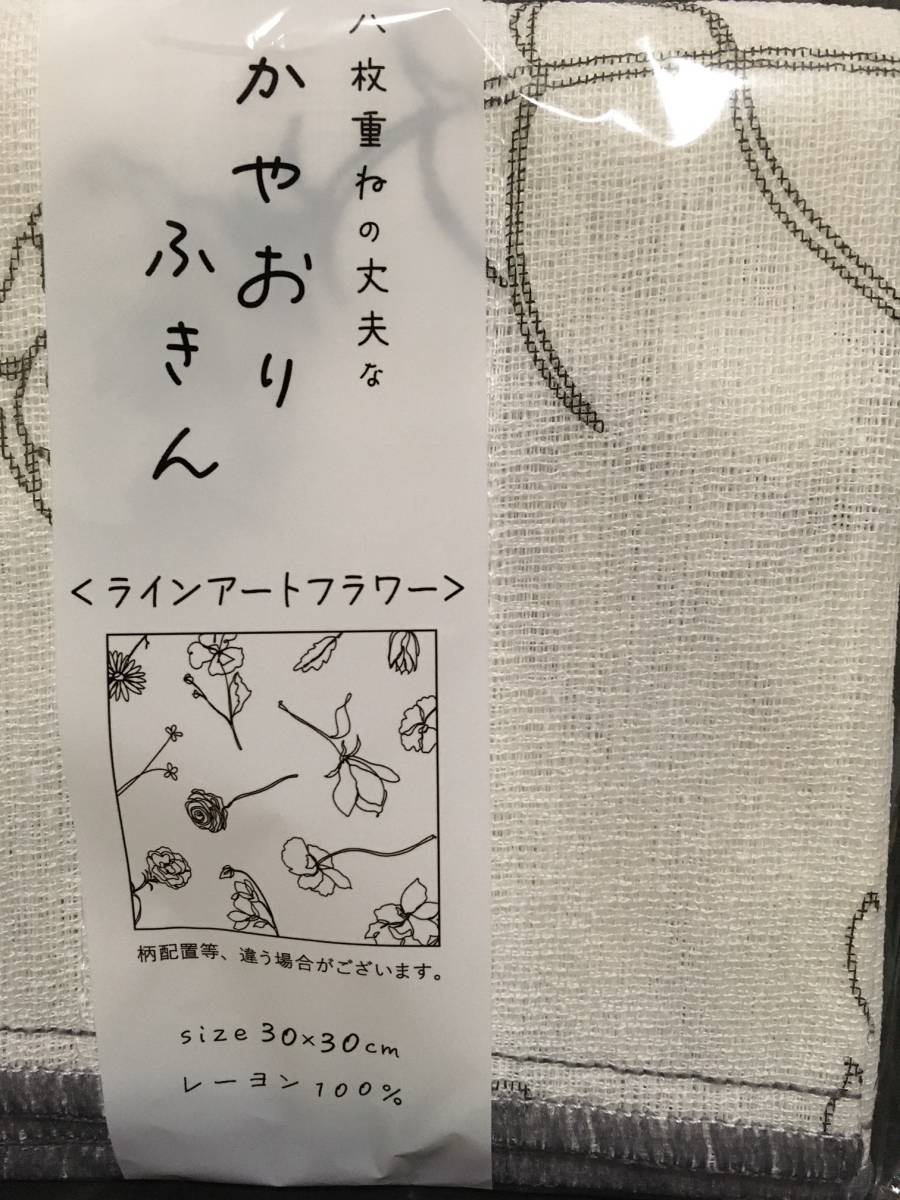 八枚重ねの丈夫な
かやおり
ふきん
<ラインアートフラワー>
柄配置等、違う場合がございます。
size 30×30cm
レーヨン 100%